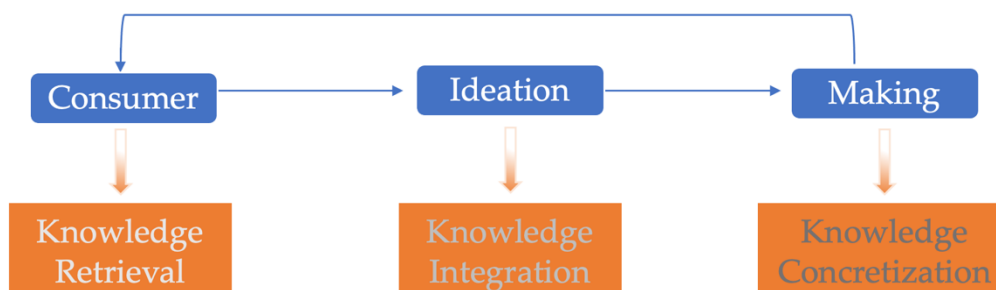 Consumer
Ideation
Making
Knowledge
Retrieval
Knowledge
Integration
Knowledge
Concretization